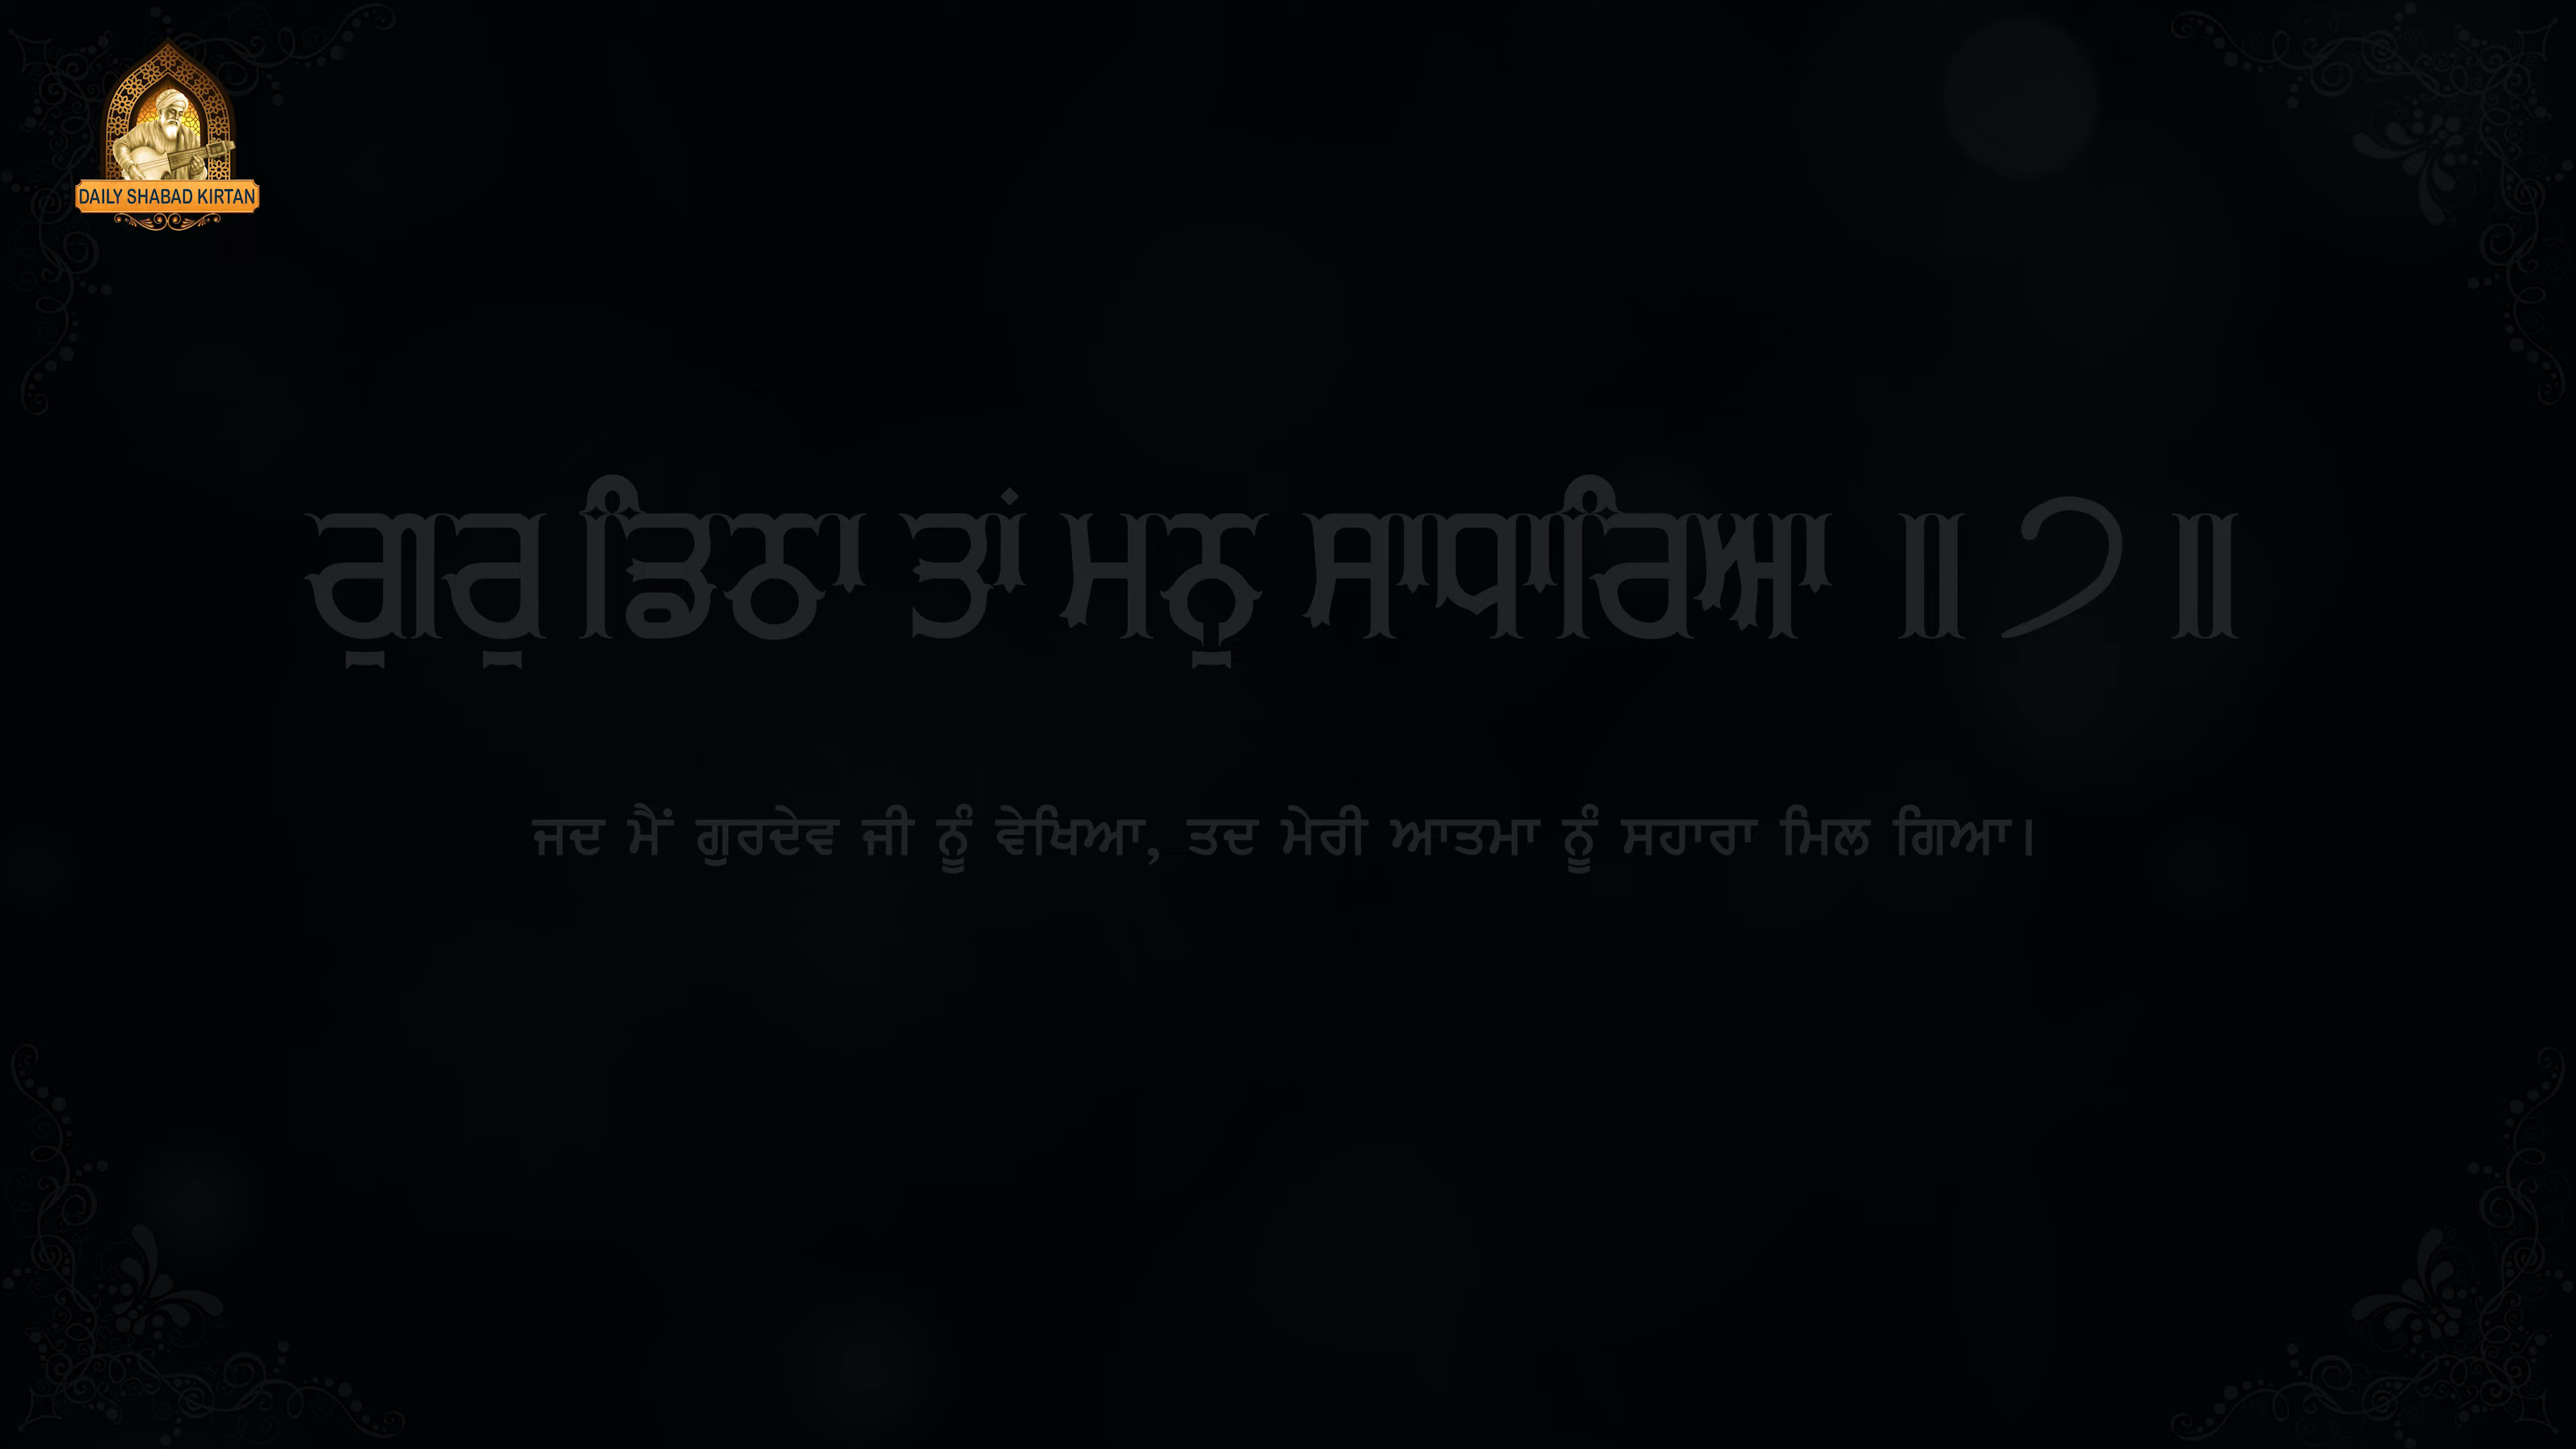 DAILY SHABAD KIRTAN
ਗੁਰੁ ਡਿਠਾ ਤਾਂ ਮਨੁ ਸਾਧਾਰਿਆ ॥੭॥
ਜਦ ਮੈਂ ਗੁਰਦੇਵ ਜੀ ਨੂੰ ਵੇਖਿਆ, ਤਦ ਮੇਰੀ ਆਤਮਾ ਨੂੰ ਸਹਾਰਾ ਮਿਲ ਗਿਆ।